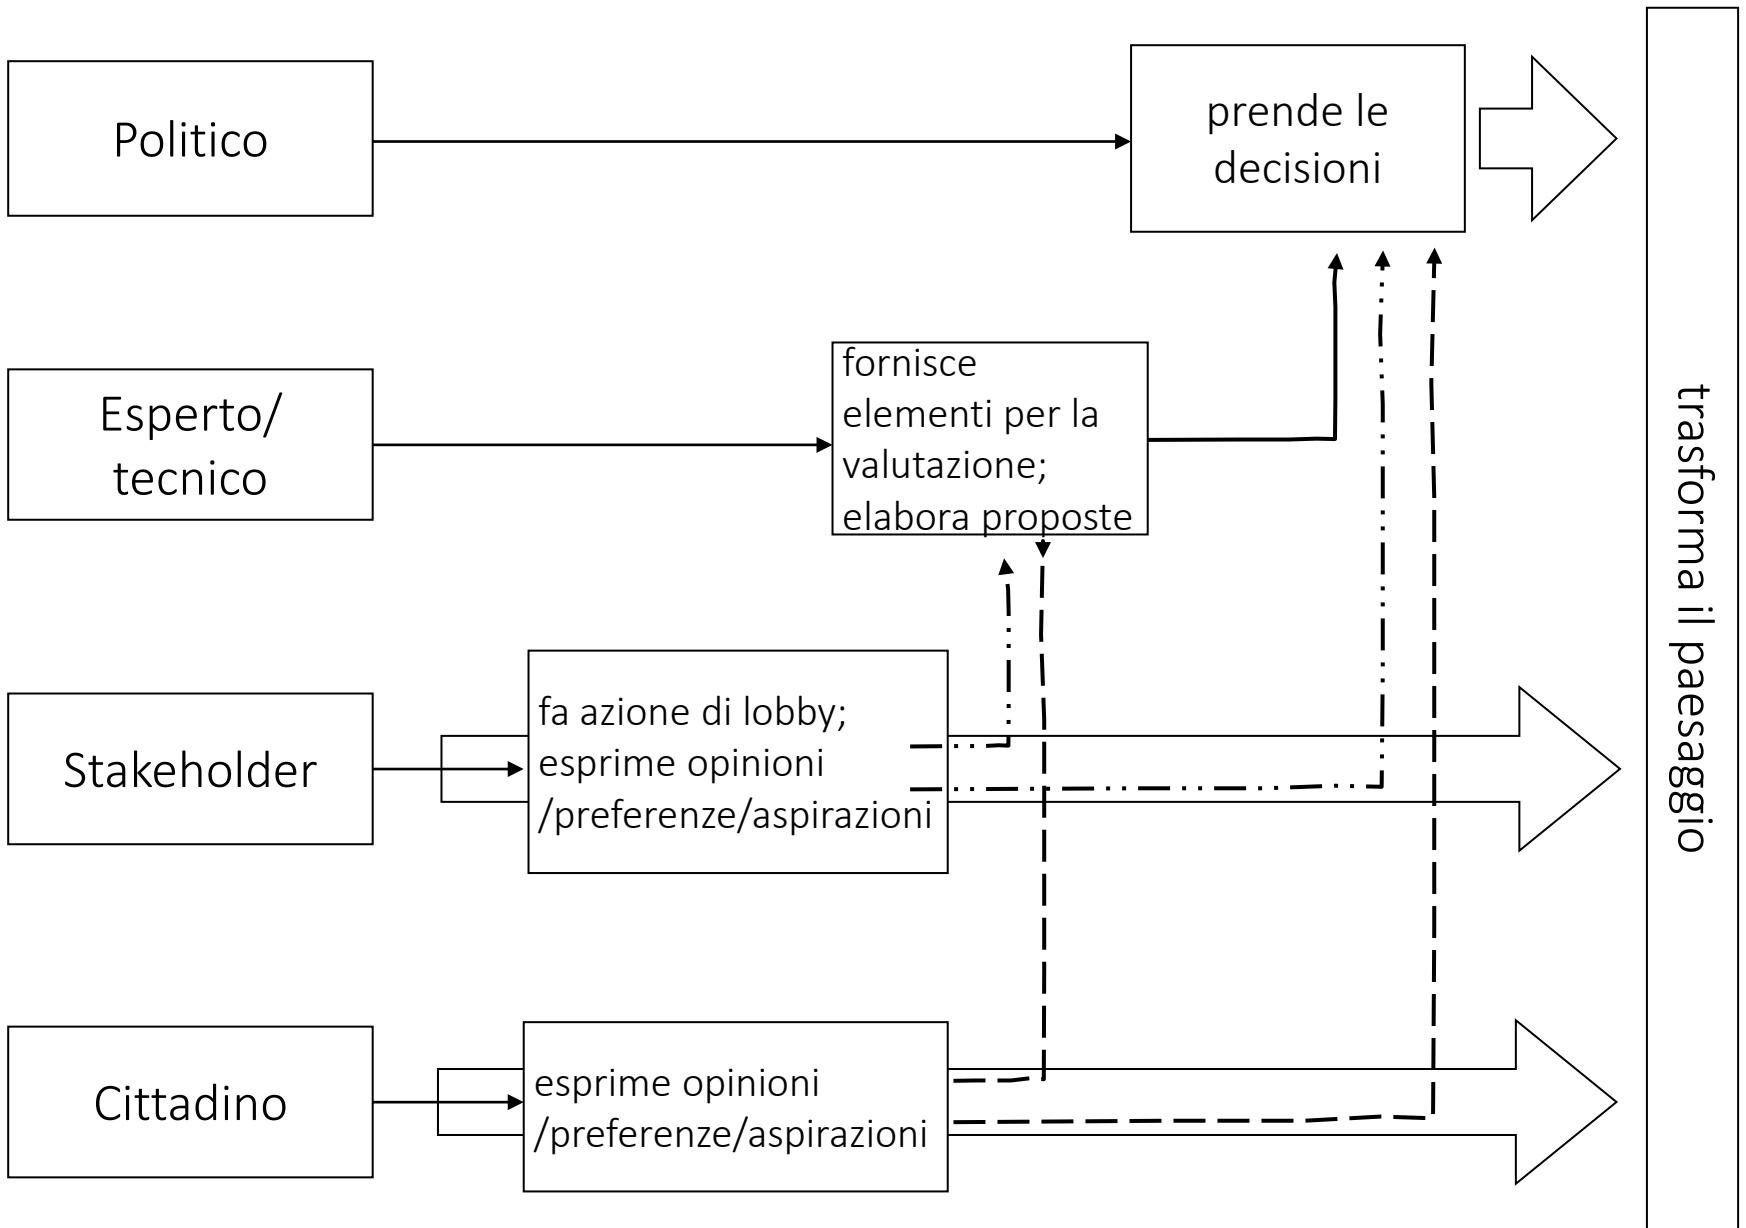 Politico
prende le
decisioni
Esperto/
tecnico
fornisce
elementi per la
valutazione;
elabora proposte
Stakeholder
fa azione di lobby;
esprime opinioni
/preferenze/aspirazioni
Cittadino
esprime opinioni
/preferenze/aspirazioni
trasforma il paesaggio